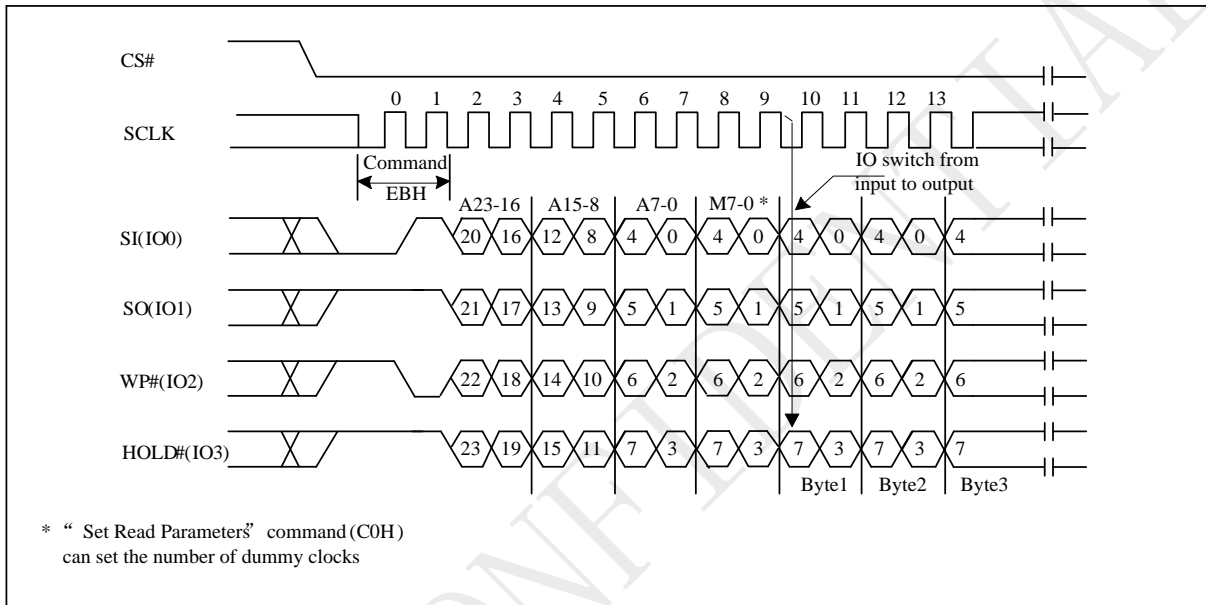 CS#
0 1 2 3 4 5 6 7 8 9 10 11 12 13
SCLK
Command
IO switch from
input to output
EBH
A23-16 A15-8 A7-0 M7-0 *
SI(IO0) 20 16 12 8 4 0 4 0 4 0 4 0 4
SO(IO1) 21 17 13 9 5 1 5 1 5 1 5 1 5
WP#(IO2) 22 18 14 10 6 2 6 2 6 2 6 2 6
HOLD#(IO3) 23 19 15 11 7 3 7 3 7 3 7 3 7
Byte1 Byte2 Byte3
* “ Set Read Parameters” command (C0H)
can set the number of dummy clocks